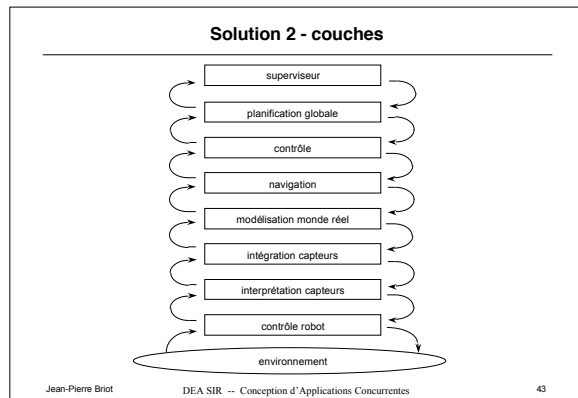 Solution 2 - couches
superviseur
planification globale
contrôle
navigation
modélisation monde réel
intégration capteurs
interprétation capteurs
contrôle robot
environnement
Jean-Pierre Briot
DEA SIR -- Conception d'Applications Concurrentes
43